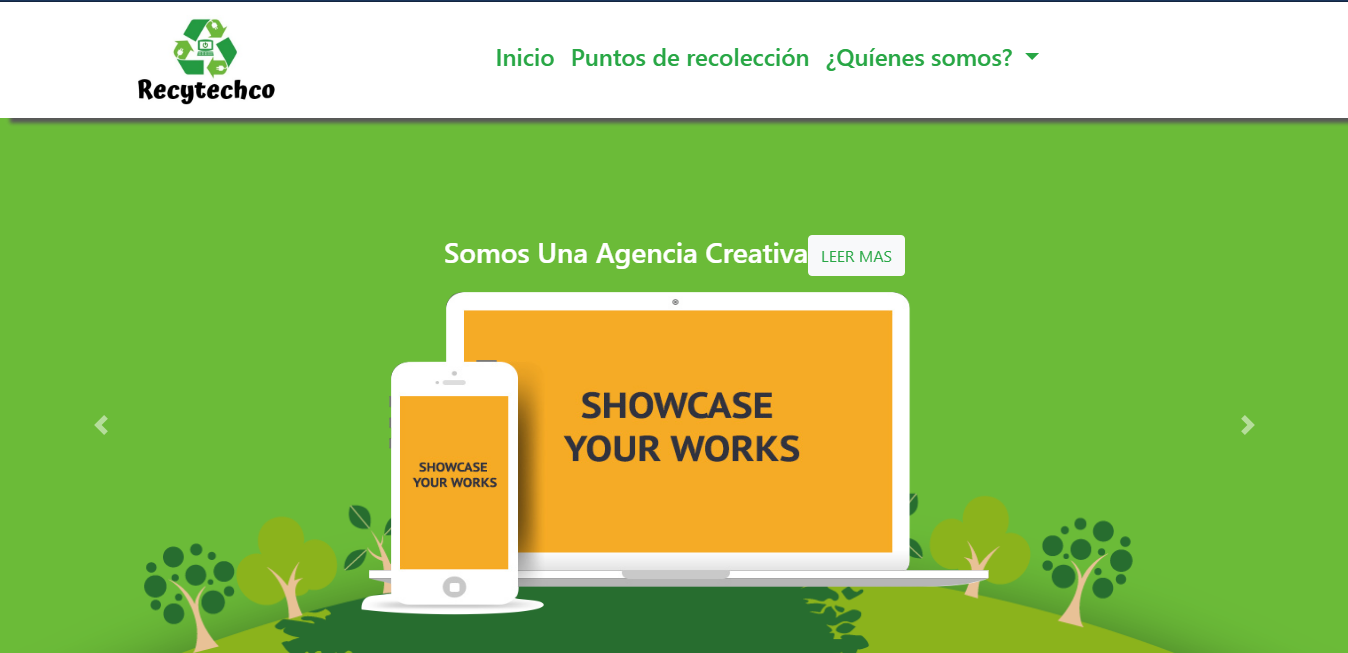 Recytechco
Inicio Puntos de recolección ¿Quíenes somos?
Somos Una Agencia Creativa LEER MAS
SHOWCASE
YOUR WORKS
SHOWCASE
YOUR WORKS